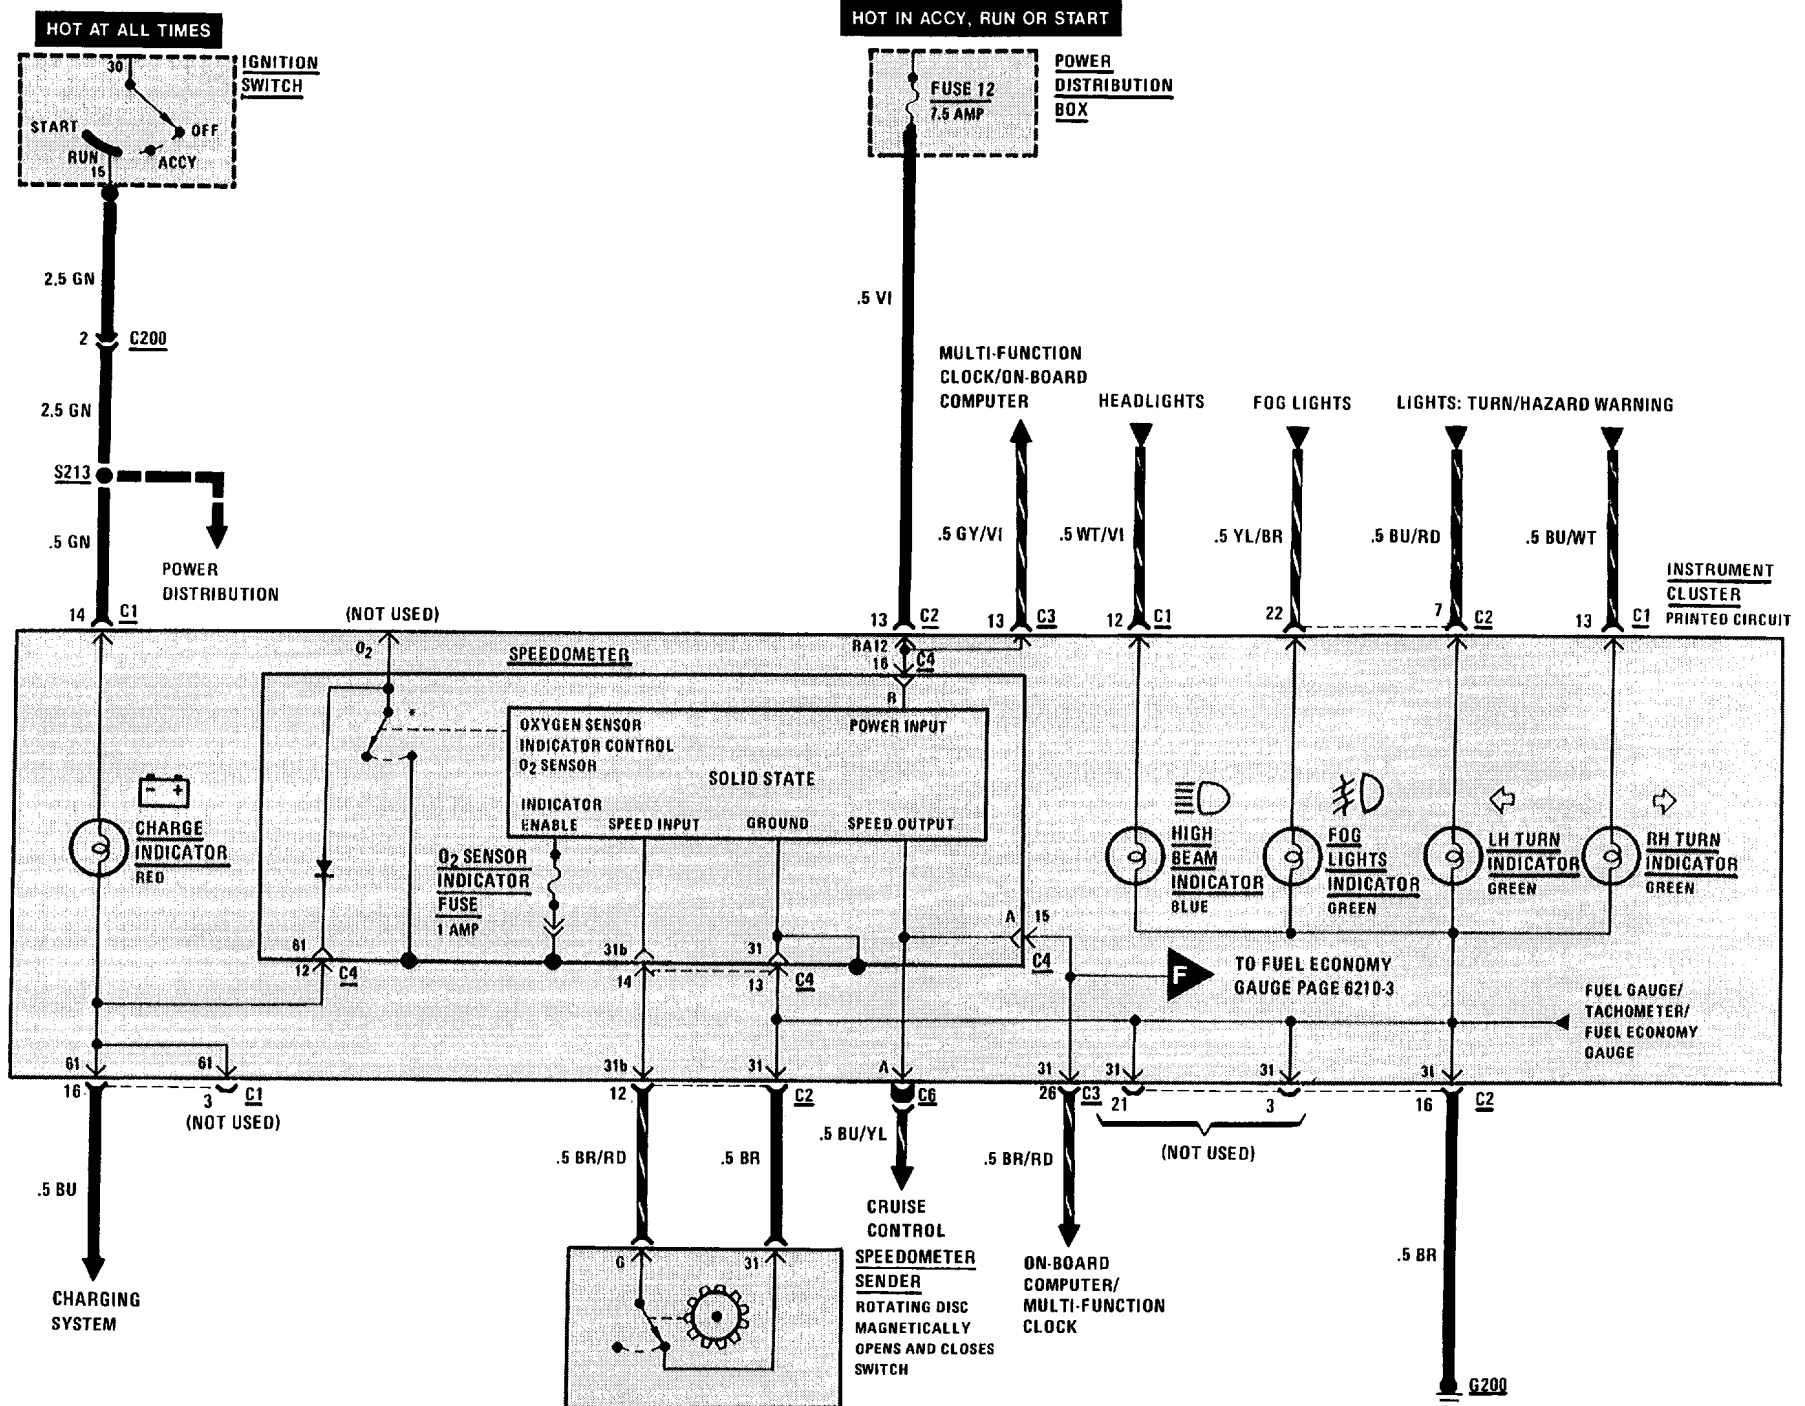 HOT AT ALL TIMES
HOT IN ACCY, RUN OR START
30
IGNITION
SWITCH
START
OFF
RUN
ACCY
15
FUSE 12
7.5 AMP
POWER
DISTRIBUTION
BOX
2.5 GN
2
C200
2.5 GN
S213
.5 GN
POWER
DISTRIBUTION
14
C1
.5 VI
MULTI-FUNCTION
CLOCK/ON-BOARD
COMPUTER
HEADLIGHTS
FOG LIGHTS
LIGHTS: TURN/HAZARD WARNING
.5 GY/VI
.5 WT/VI
.5 YL/BR
.5 BU/RD
.5 BU/WT
INSTRUMENT
CLUSTER
PRINTED CIRCUIT
(NOT USED)
13
C2
13
C3
12
C1
22
7
C2
13
C1
O2
SPEEDOMETER
RA12
16
C4
R
*
OXYGEN SENSOR
INDICATOR CONTROL
O2 SENSOR
POWER INPUT
SOLID STATE
INDICATOR
ENABLE
SPEED INPUT
GROUND
SPEED OUTPUT
- +
CHARGE
INDICATOR
RED
O2 SENSOR
INDICATOR
FUSE
1 AMP
HIGH
BEAM
INDICATOR
BLUE
FOG
LIGHTS
INDICATOR
GREEN
LH TURN
INDICATOR
GREEN
RH TURN
INDICATOR
GREEN
A
15
C4
61
12
C4
31b
14
31
13
C4
F
TO FUEL ECONOMY
GAUGE PAGE 6210-3
FUEL GAUGE/
TACHOMETER/
FUEL ECONOMY
GAUGE
61
61
31b
31
A
31
31
31
31
16
3
C1
(NOT USED)
12
C2
C6
26
C3
21
3
16
C2
(NOT USED)
.5 BU
.5 BR/RD
.5 BR
.5 BU/YL
.5 BR/RD
.5 BR
CHARGING
SYSTEM
CRUISE
CONTROL
G
31
SPEEDOMETER
SENDER
ROTATING DISC
MAGNETICALLY
OPENS AND CLOSES
SWITCH
ON-BOARD
COMPUTER/
MULTI-FUNCTION
CLOCK
G200